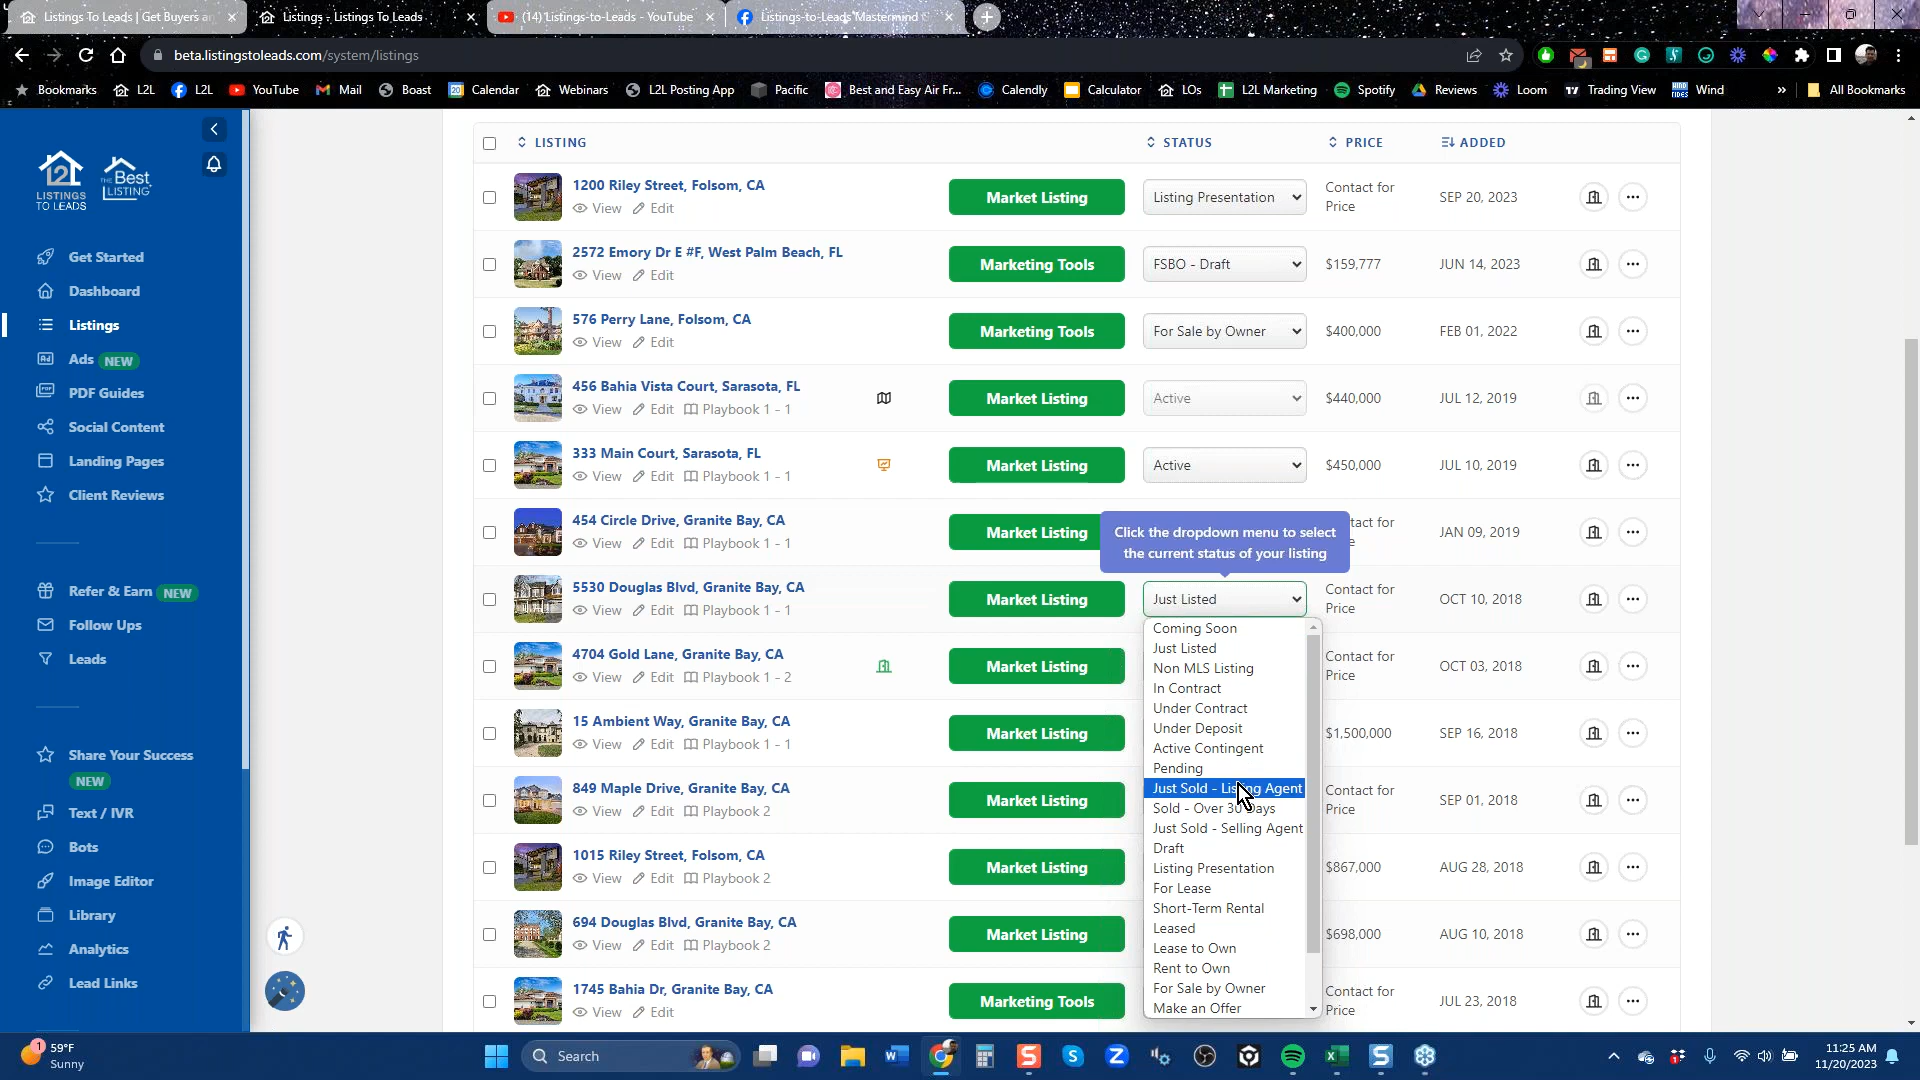 Listings To Leads | Get Buyers a
Listings - Listings To Leads
(14) Listings-to-Leads - YouTube
Listings-to-Leads Mastermind
beta.listingstoleads.com/system/listings
Bookmarks
L2L
L2L
YouTube
Mail
Boast
Calendar
Webinars
L2L Posting App
Pacific
Best and Easy Air Fr...
Calendly
Calculator
LOs
L2L Marketing
Spotify
Reviews
Loom
Trading View
Wind
»
All Bookmarks
L2L
LISTINGS
TO LEADS
THE Best
LISTING
Get Started
Dashboard
Listings
Ads NEW
PDF Guides
Social Content
Landing Pages
Client Reviews
Refer & Earn NEW
Follow Ups
Leads
Share Your Success
NEW
Text / IVR
Bots
Image Editor
Library
Analytics
Lead Links
LISTING STATUS PRICE ADDED
1200 Riley Street, Folsom, CA
View Edit
Market Listing
Listing Presentation
Contact for
Price
SEP 20, 2023
2572 Emory Dr E #F, West Palm Beach, FL
View Edit
Marketing Tools
FSBO - Draft
$159,777
JUN 14, 2023
576 Perry Lane, Folsom, CA
View Edit
Marketing Tools
For Sale by Owner
$400,000
FEB 01, 2022
456 Bahia Vista Court, Sarasota, FL
View Edit Playbook 1 - 1
Market Listing
Active
$440,000
JUL 12, 2019
333 Main Court, Sarasota, FL
View Edit Playbook 1 - 1
Market Listing
Active
$450,000
JUL 10, 2019
454 Circle Drive, Granite Bay, CA
View Edit Playbook 1 - 1
Market Listing
Click the dropdown menu to select
the current status of your listing
tact for
e
JAN 09, 2019
5530 Douglas Blvd, Granite Bay, CA
View Edit Playbook 1 - 1
Market Listing
Just Listed
Contact for
Price
OCT 10, 2018
4704 Gold Lane, Granite Bay, CA
View Edit Playbook 1 - 2
Market Listing
Contact for
Price
OCT 03, 2018
15 Ambient Way, Granite Bay, CA
View Edit Playbook 1 - 1
Market Listing
$1,500,000
SEP 16, 2018
849 Maple Drive, Granite Bay, CA
View Edit Playbook 2
Market Listing
Contact for
Price
SEP 01, 2018
1015 Riley Street, Folsom, CA
View Edit Playbook 2
Market Listing
$867,000
AUG 28, 2018
694 Douglas Blvd, Granite Bay, CA
View Edit Playbook 2
Market Listing
$698,000
AUG 10, 2018
1745 Bahia Dr, Granite Bay, CA
View Edit
Marketing Tools
Contact for
Price
JUL 23, 2018
Coming Soon
Just Listed
Non MLS Listing
In Contract
Under Contract
Under Deposit
Active Contingent
Pending
Just Sold - Listing Agent
Sold - Over 30 Days
Just Sold - Selling Agent
Draft
Listing Presentation
For Lease
Short-Term Rental
Leased
Lease to Own
Rent to Own
For Sale by Owner
Make an Offer
1
59°F
Sunny
Search
11:25 AM
11/20/2023